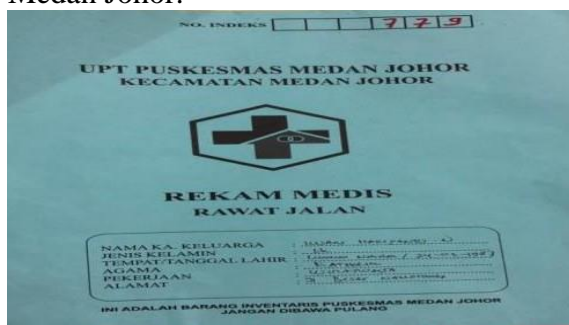 Medan Johor.
NO. INDEKS 7 7 9
UPT PUSKESMAS MEDAN JOHOR
KECAMATAN MEDAN JOHOR
REKAM MEDIS
RAWAT JALAN
NAMA KA. KELUARGA :
JENIS KELAMIN :
TEMPAT/TANGGAL LAHIR :
AGAMA :
PEKERJAAN :
ALAMAT :
INI ADALAH BARANG INVENTARIS PUSKESMAS MEDAN JOHOR
JANGAN DIBAWA PULANG